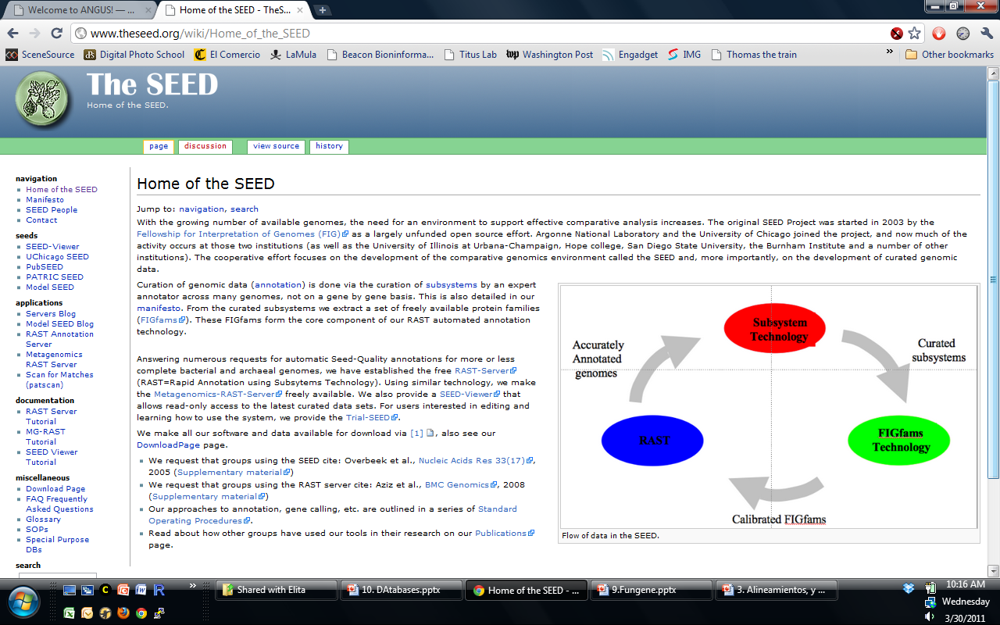 Welcome to ANGUS! — ...
Home of the SEED - TheS...
www.theseed.org/wiki/Home_of_the_SEED
SceneSource
Digital Photo School
El Comercio
LaMula
Beacon Bioninforma...
Titus Lab
wp Washington Post
Engadget
IMG
Thomas the train
»
Other bookmarks
The SEED
Home of the SEED.
page
discussion
view source
history
navigation
Home of the SEED
Manifesto
SEED People
Contact
seeds
SEED-Viewer
UChicago SEED
PubSEED
PATRIC SEED
Model SEED
applications
Servers Blog
Model SEED Blog
RAST Annotation
Server
Metagenomics
RAST Server
Scan for Matches
(patscan)
documentation
RAST Server
Tutorial
MG-RAST
Tutorial
SEED Viewer
Tutorial
miscellaneous
Download Page
FAQ Frequently
Asked Questions
Glossary
SOPs
Special Purpose
DBs
search
Home of the SEED
Jump to: navigation, search
With the growing number of available genomes, the need for an environment to support effective comparative analysis increases. The original SEED Project was started in 2003 by the
Fellowship for Interpretation of Genomes (FIG) as a largely unfunded open source effort. Argonne National Laboratory and the University of Chicago joined the project, and now much of the
activity occurs at those two institutions (as well as the University of Illinois at Urbana-Champaign, Hope college, San Diego State University, the Burnham Institute and a number of other
institutions). The cooperative effort focuses on the development of the comparative genomics environment called the SEED and, more importantly, on the development of curated genomic
data.
Curation of genomic data (annotation) is done via the curation of subsystems by an expert
annotator across many genomes, not on a gene by gene basis. This is also detailed in our
manifesto. From the curated subsystems we extract a set of freely available protein families
(FIGfams). These FIGfams form the core component of our RAST automated annotation
technology.
Answering numerous requests for automatic Seed-Quality annotations for more or less
complete bacterial and archaeal genomes, we have established the free RAST-Server
(RAST=Rapid Annotation using Subsytems Technology). Using similar technology, we make
the Metagenomics-RAST-Server freely available. We also provide a SEED-Viewer that
allows read-only access to the latest curated data sets. For users interested in editing and
learning how to use the system, we provide the Trial-SEED.
We make all our software and data available for download via [1] , also see our
DownloadPage page.
We request that groups using the SEED cite: Overbeek et al., Nucleic Acids Res 33(17),
2005 (Supplementary material)
We request that groups using the RAST server cite: Aziz et al., BMC Genomics, 2008
(Supplementary material)
Our approaches to annotation, gene calling, etc. are outlined in a series of Standard
Operating Procedures.
Read about how other groups have used our tools in their research on our Publications
page.
Subsystem
Technology
Accurately
Annotated
genomes
Curated
subsystems
RAST
FIGfams
Technology
Calibrated FIGfams
Flow of data in the SEED.
»
Shared with Elita
10. DAtabases.pptx
Home of the SEED - ...
9.Fungene.pptx
3. Alineamientos, y ...
10:16 AM
Wednesday
3/30/2011